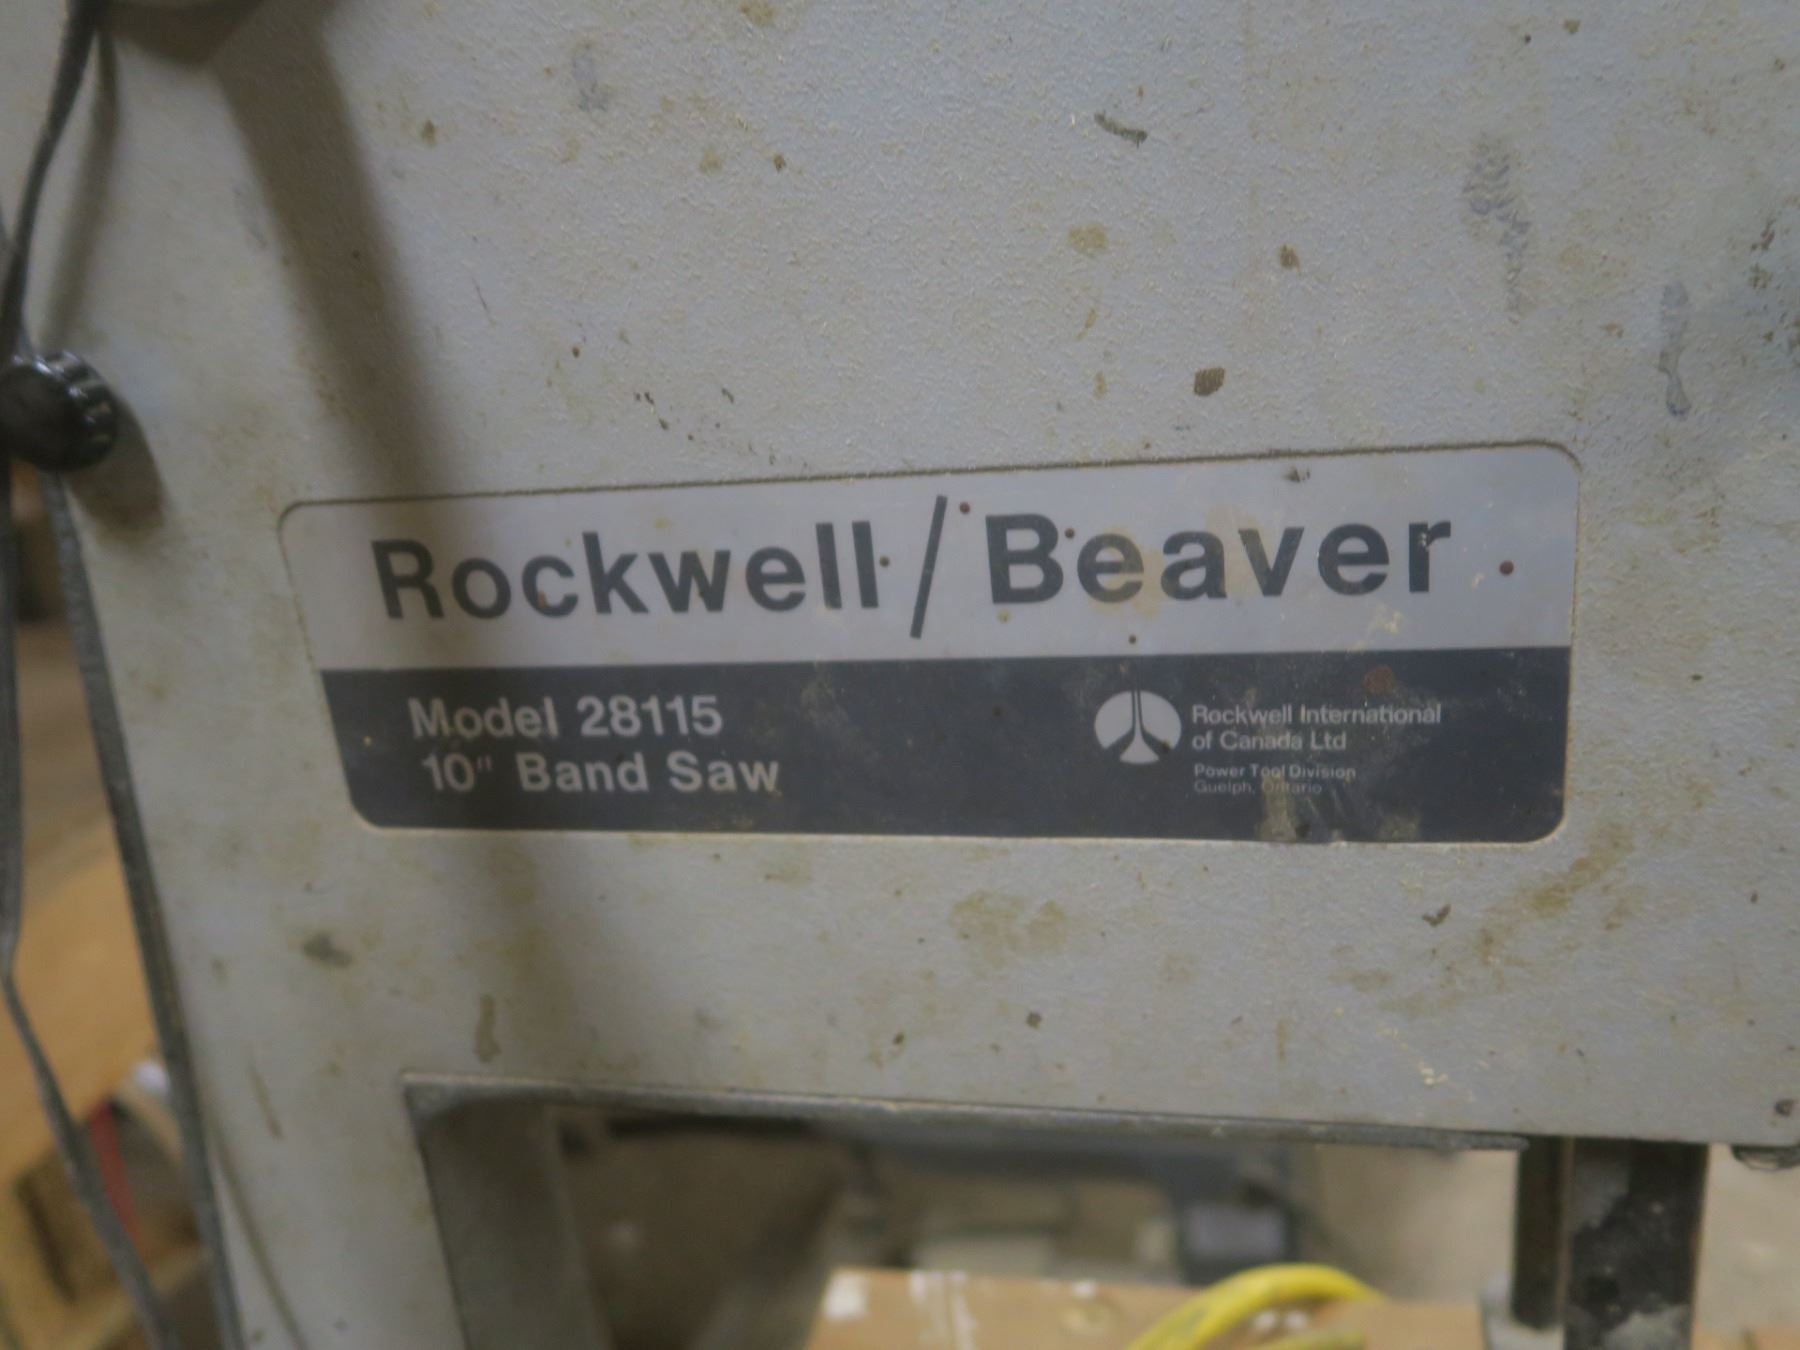 Rockwell/Beaver
Model 28115
10" Band Saw
Rockwell International
of Canada Ltd
Power Tool Division
Guelph, Ontario